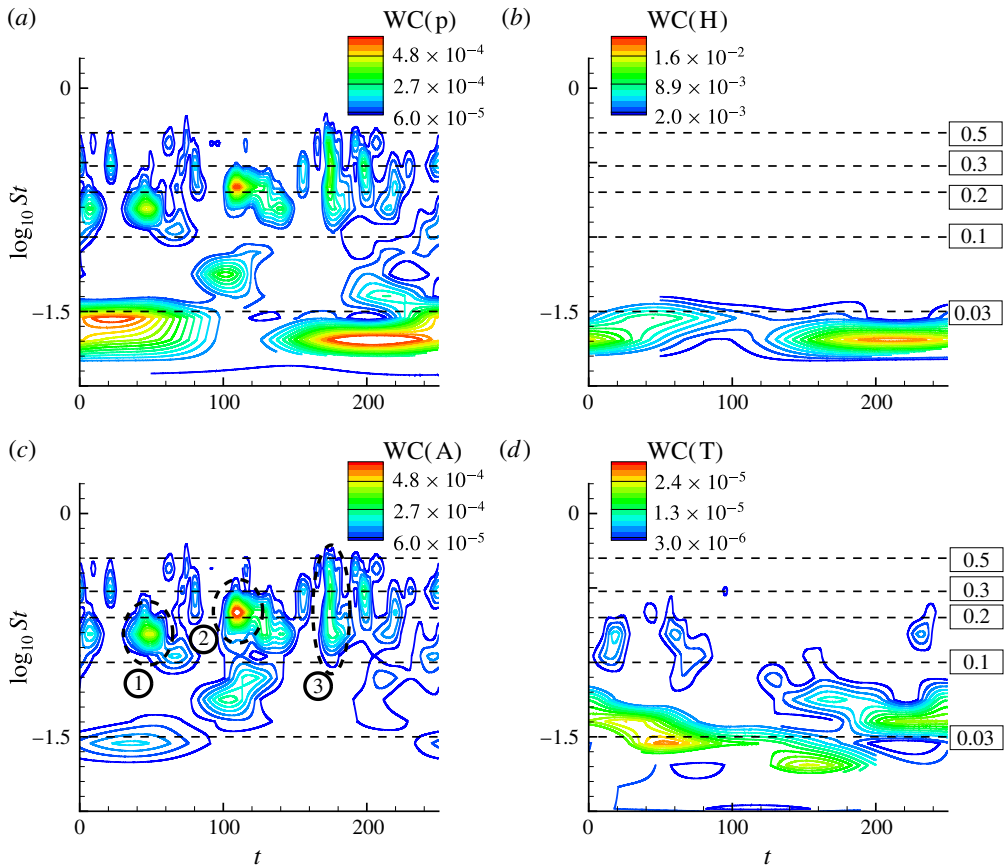 (a)
WC(p)
4.8 × 10⁻⁴
2.7 × 10⁻⁴
6.0 × 10⁻⁵
0
log₁₀ St
−1.5
0
100
200
(b)
WC(H)
1.6 × 10⁻²
8.9 × 10⁻³
2.0 × 10⁻³
0
−1.5
0
100
200
0.5
0.3
0.2
0.1
0.03
(c)
WC(A)
4.8 × 10⁻⁴
2.7 × 10⁻⁴
6.0 × 10⁻⁵
0
log₁₀ St
−1.5
1
2
3
0
100
200
t
(d)
WC(T)
2.4 × 10⁻⁵
1.3 × 10⁻⁵
3.0 × 10⁻⁶
0
−1.5
0
100
200
t
0.5
0.3
0.2
0.1
0.03